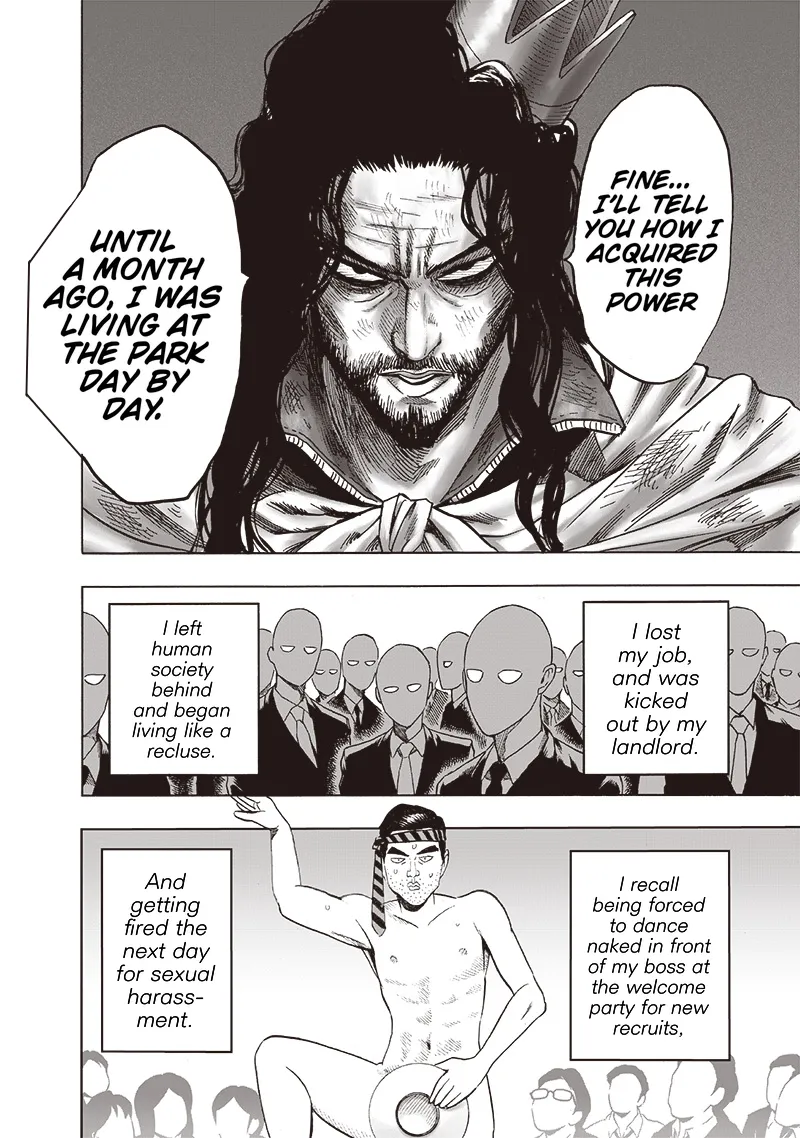 FINE...
I'LL TELL
YOU HOW I
ACQUIRED
THIS
POWER
UNTIL
A MONTH
AGO, I WAS
LIVING AT
THE PARK
DAY BY
DAY.
I lost
my job,
and was
kicked
out by my
landlord.
I left
human
society
behind
and began
living like a
recluse.
I recall
being forced
to dance
naked in front
of my boss at
the welcome
party for new
recruits,
And
getting
fired the
next day
for sexual
harass-
ment.